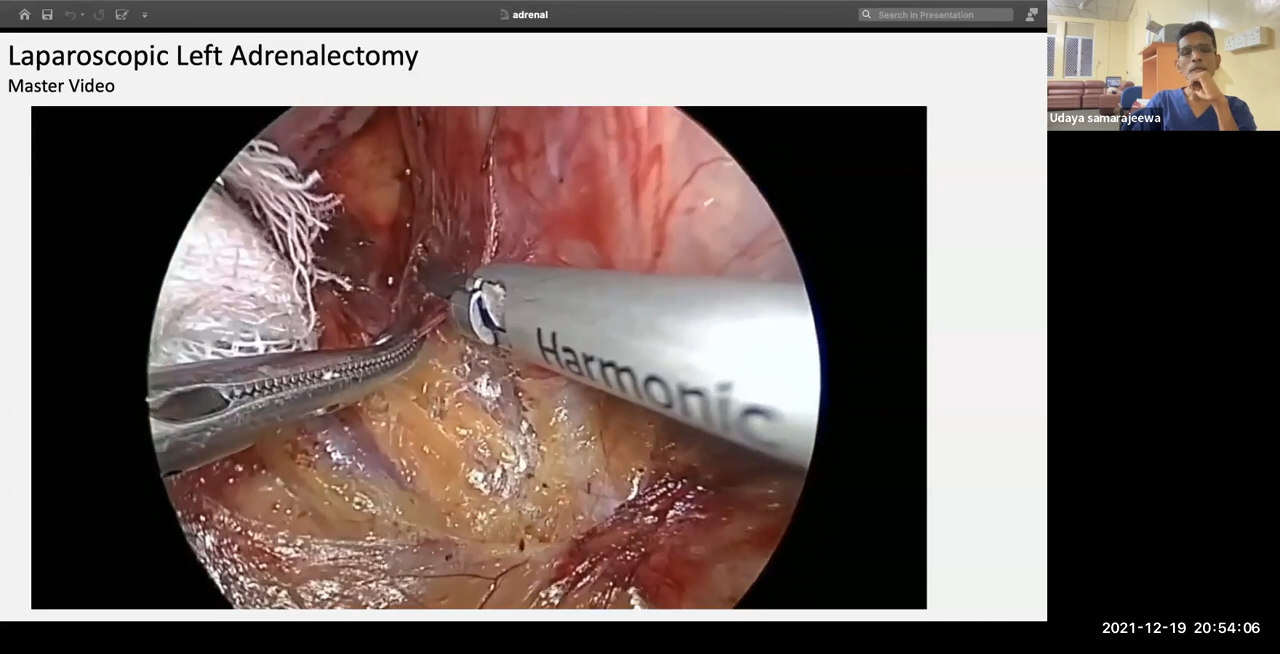 adrenal
Search in Presentation
Laparoscopic Left Adrenalectomy
Master Video
Harmonic
Udaya samarajeewa
2021-12-19 20:54:06